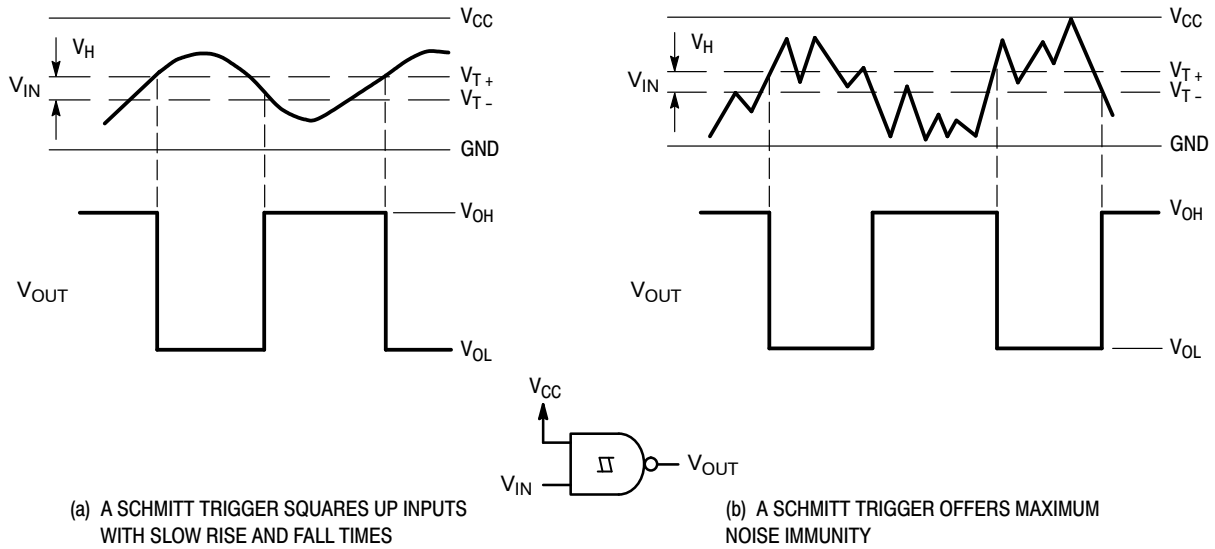 V_CC
V_H
V_IN
V_T+
V_T−
GND
V_OH
V_OUT
V_OL
V_CC
V_H
V_IN
V_T+
V_T−
GND
V_OH
V_OUT
V_OL
V_CC
V_IN
V_OUT
(a) A SCHMITT TRIGGER SQUARES UP INPUTS
WITH SLOW RISE AND FALL TIMES
(b) A SCHMITT TRIGGER OFFERS MAXIMUM
NOISE IMMUNITY